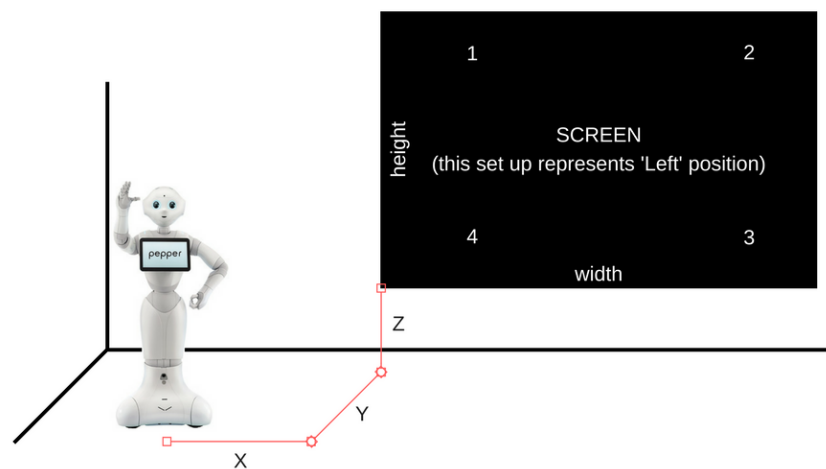 1
2
SCREEN
(this set up represents 'Left' position)
height
4
3
width
pepper
Z
Y
X